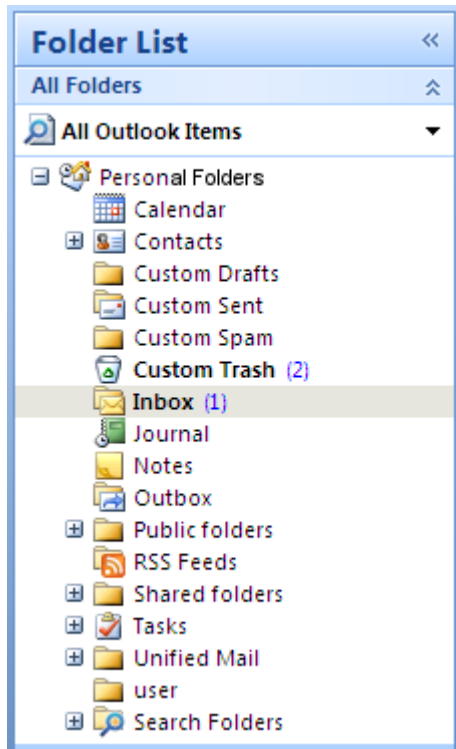 Folder List
All Folders
All Outlook Items
Personal Folders
Calendar
Contacts
Custom Drafts
Custom Sent
Custom Spam
Custom Trash (2)
Inbox (1)
Journal
Notes
Outbox
Public folders
RSS Feeds
Shared folders
Tasks
Unified Mail
user
Search Folders